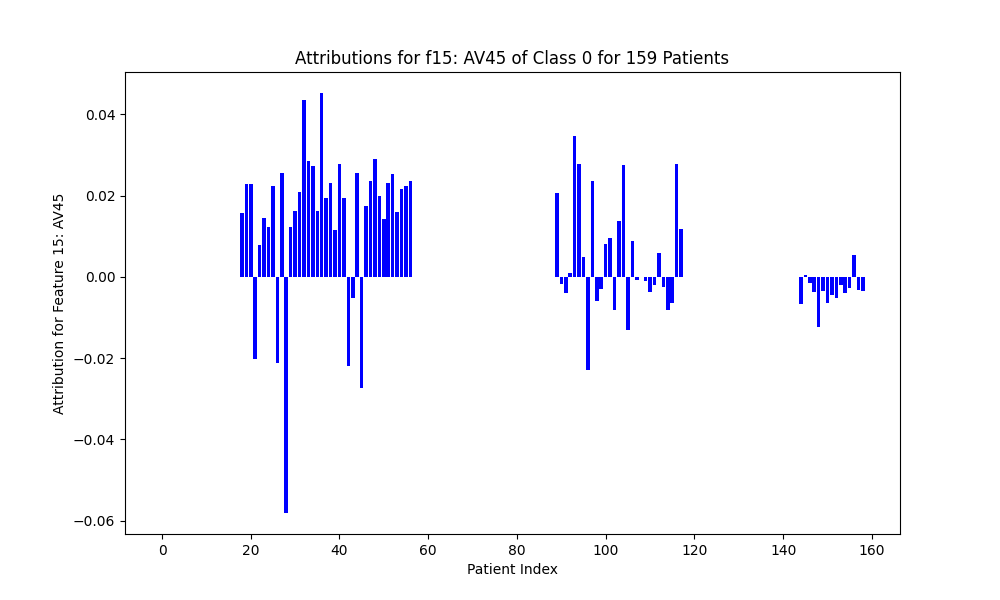 Attributions for f15: AV45 of Class 0 for 159 Patients
Attribution for Feature 15: AV45
0.04
0.02
0.00
−0.02
−0.04
−0.06
0 20 40 60 80 100 120 140 160
Patient Index